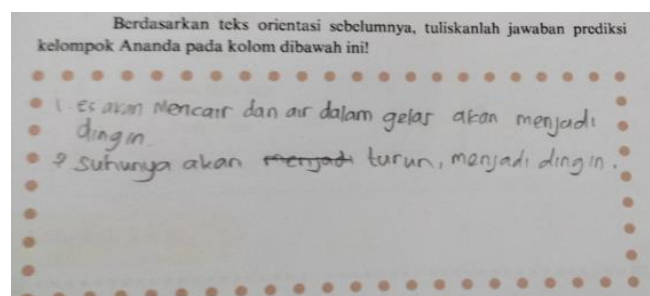 Berdasarkan teks orientasi sebelumnya, tuliskanlah jawaban prediksi
kelompok Ananda pada kolom dibawah ini!
1. es akan Mencair dan air dalam gelas akan menjadi
dingin.
2 suhunya akan menjadi turun, menjadi dingin.